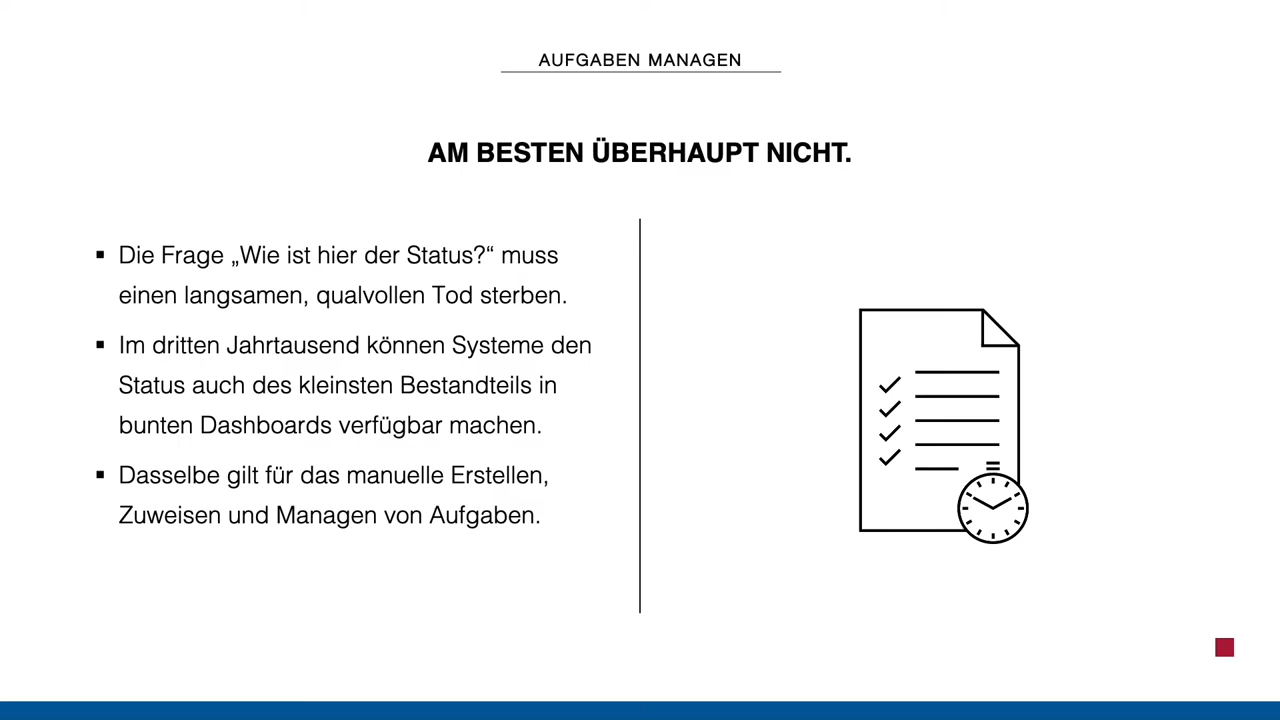 AUFGABEN MANAGEN
AM BESTEN ÜBERHAUPT NICHT.
▪ Die Frage „Wie ist hier der Status?“ muss
einen langsamen, qualvollen Tod sterben.
▪ Im dritten Jahrtausend können Systeme den
Status auch des kleinsten Bestandteils in
bunten Dashboards verfügbar machen.
▪ Dasselbe gilt für das manuelle Erstellen,
Zuweisen und Managen von Aufgaben.